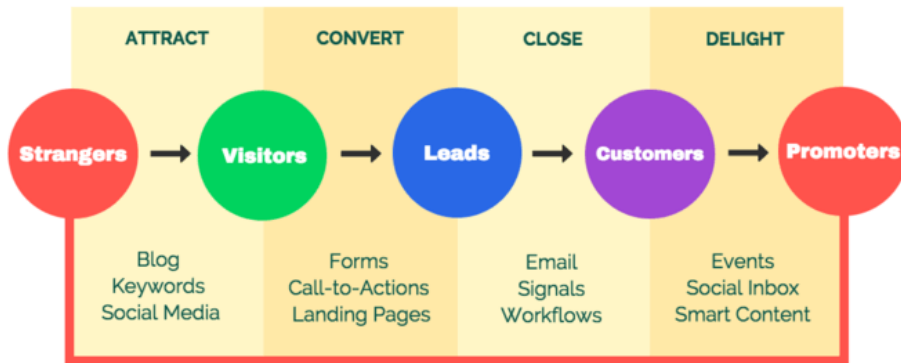 ATTRACT
CONVERT
CLOSE
DELIGHT
Strangers
Visitors
Leads
Customers
Promoters
Blog
Keywords
Social Media
Forms
Call-to-Actions
Landing Pages
Email
Signals
Workflows
Events
Social Inbox
Smart Content